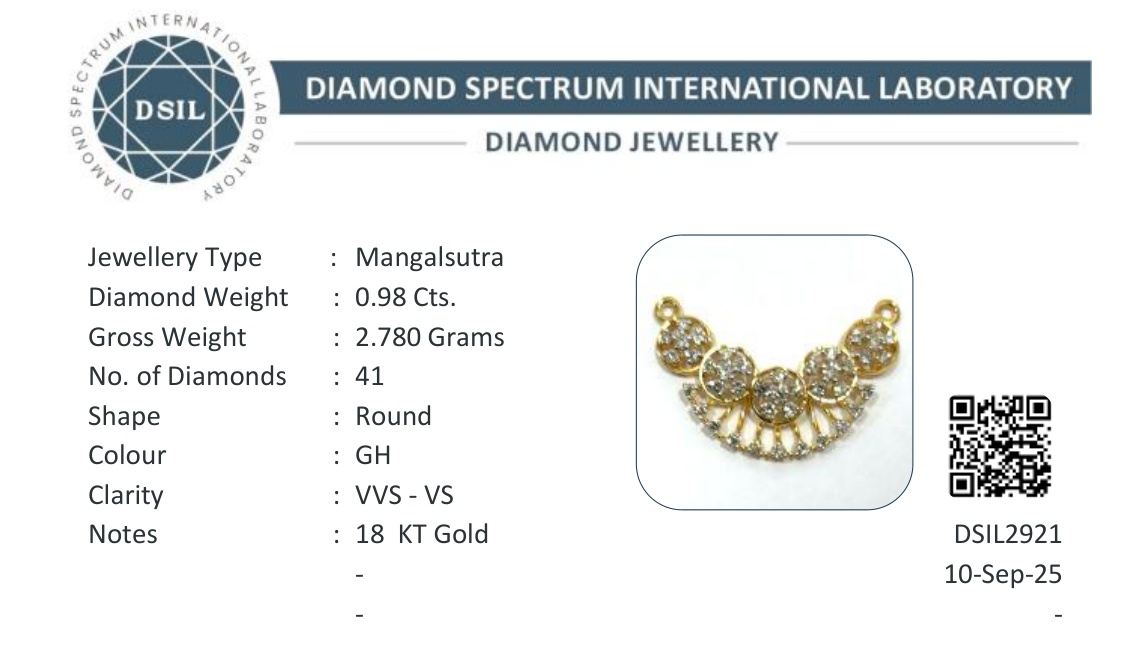 DIAMOND SPECTRUM INTERNATIONAL LABORATORY
DSIL
DIAMOND SPECTRUM INTERNATIONAL LABORATORY
DIAMOND JEWELLERY
Jewellery Type : Mangalsutra
Diamond Weight : 0.98 Cts.
Gross Weight : 2.780 Grams
No. of Diamonds : 41
Shape : Round
Colour : GH
Clarity : VVS - VS
Notes : 18 KT Gold
-
-
DSIL2921
10-Sep-25
-